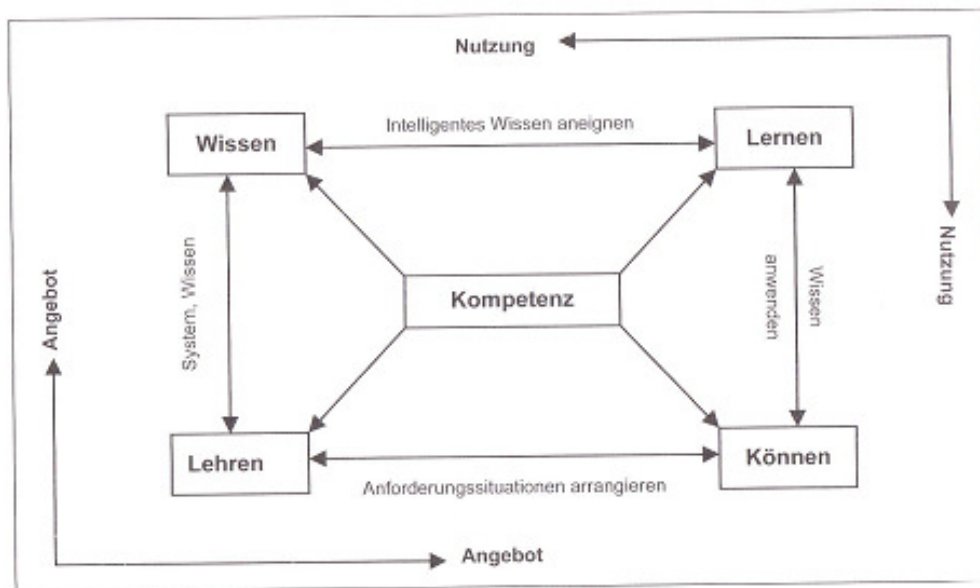 Nutzung
Intelligentes Wissen aneignen
Wissen
Lernen
System, Wissen
Kompetenz
Wissen
anwenden
Nutzung
Angebot
Lehren
Können
Anforderungssituationen arrangieren
Angebot